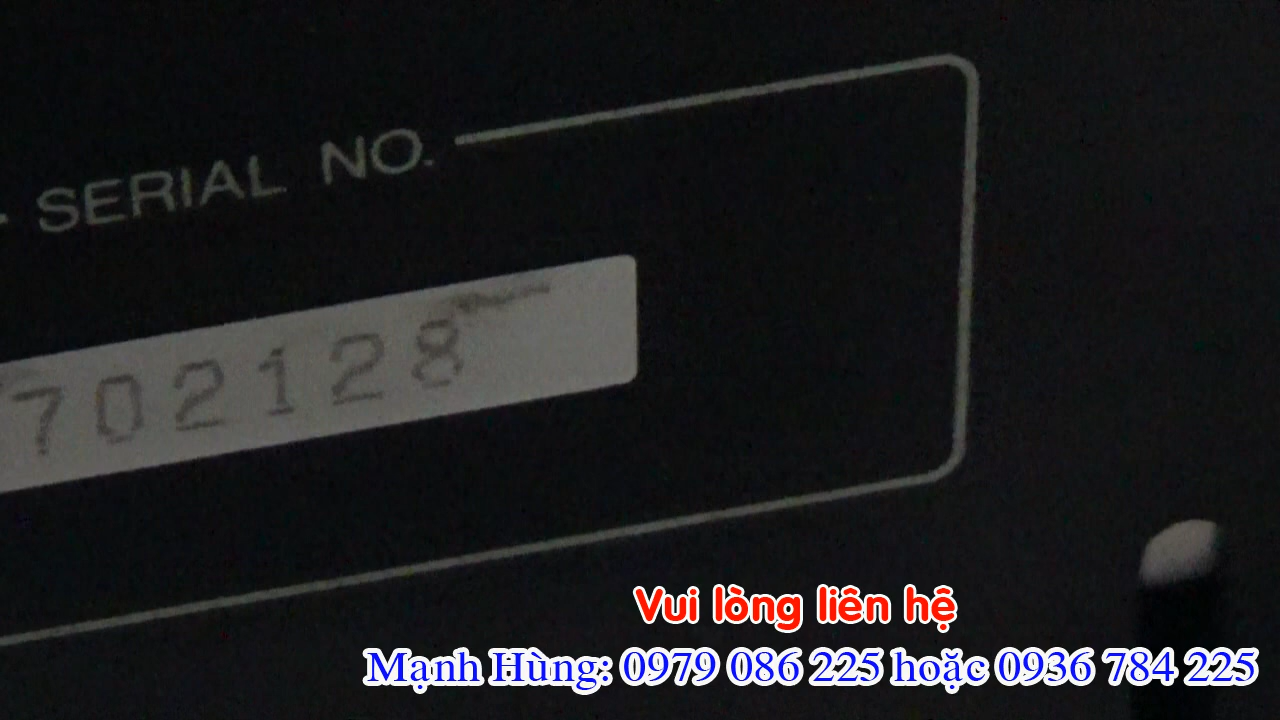 SERIAL NO.
702128
Vui lòng liên hệ
Mạnh Hùng: 0979 086 225 hoặc 0936 784 225